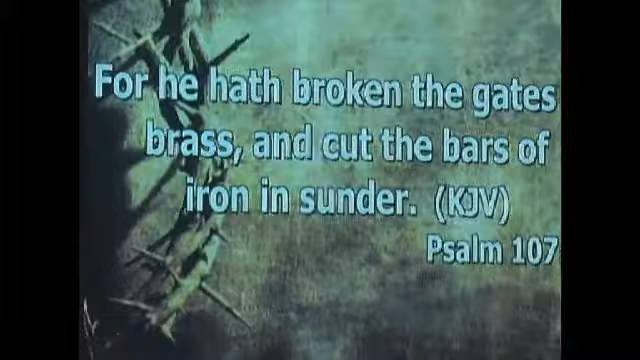 For he hath broken the gates
brass, and cut the bars of
iron in sunder. (KJV)
Psalm 107